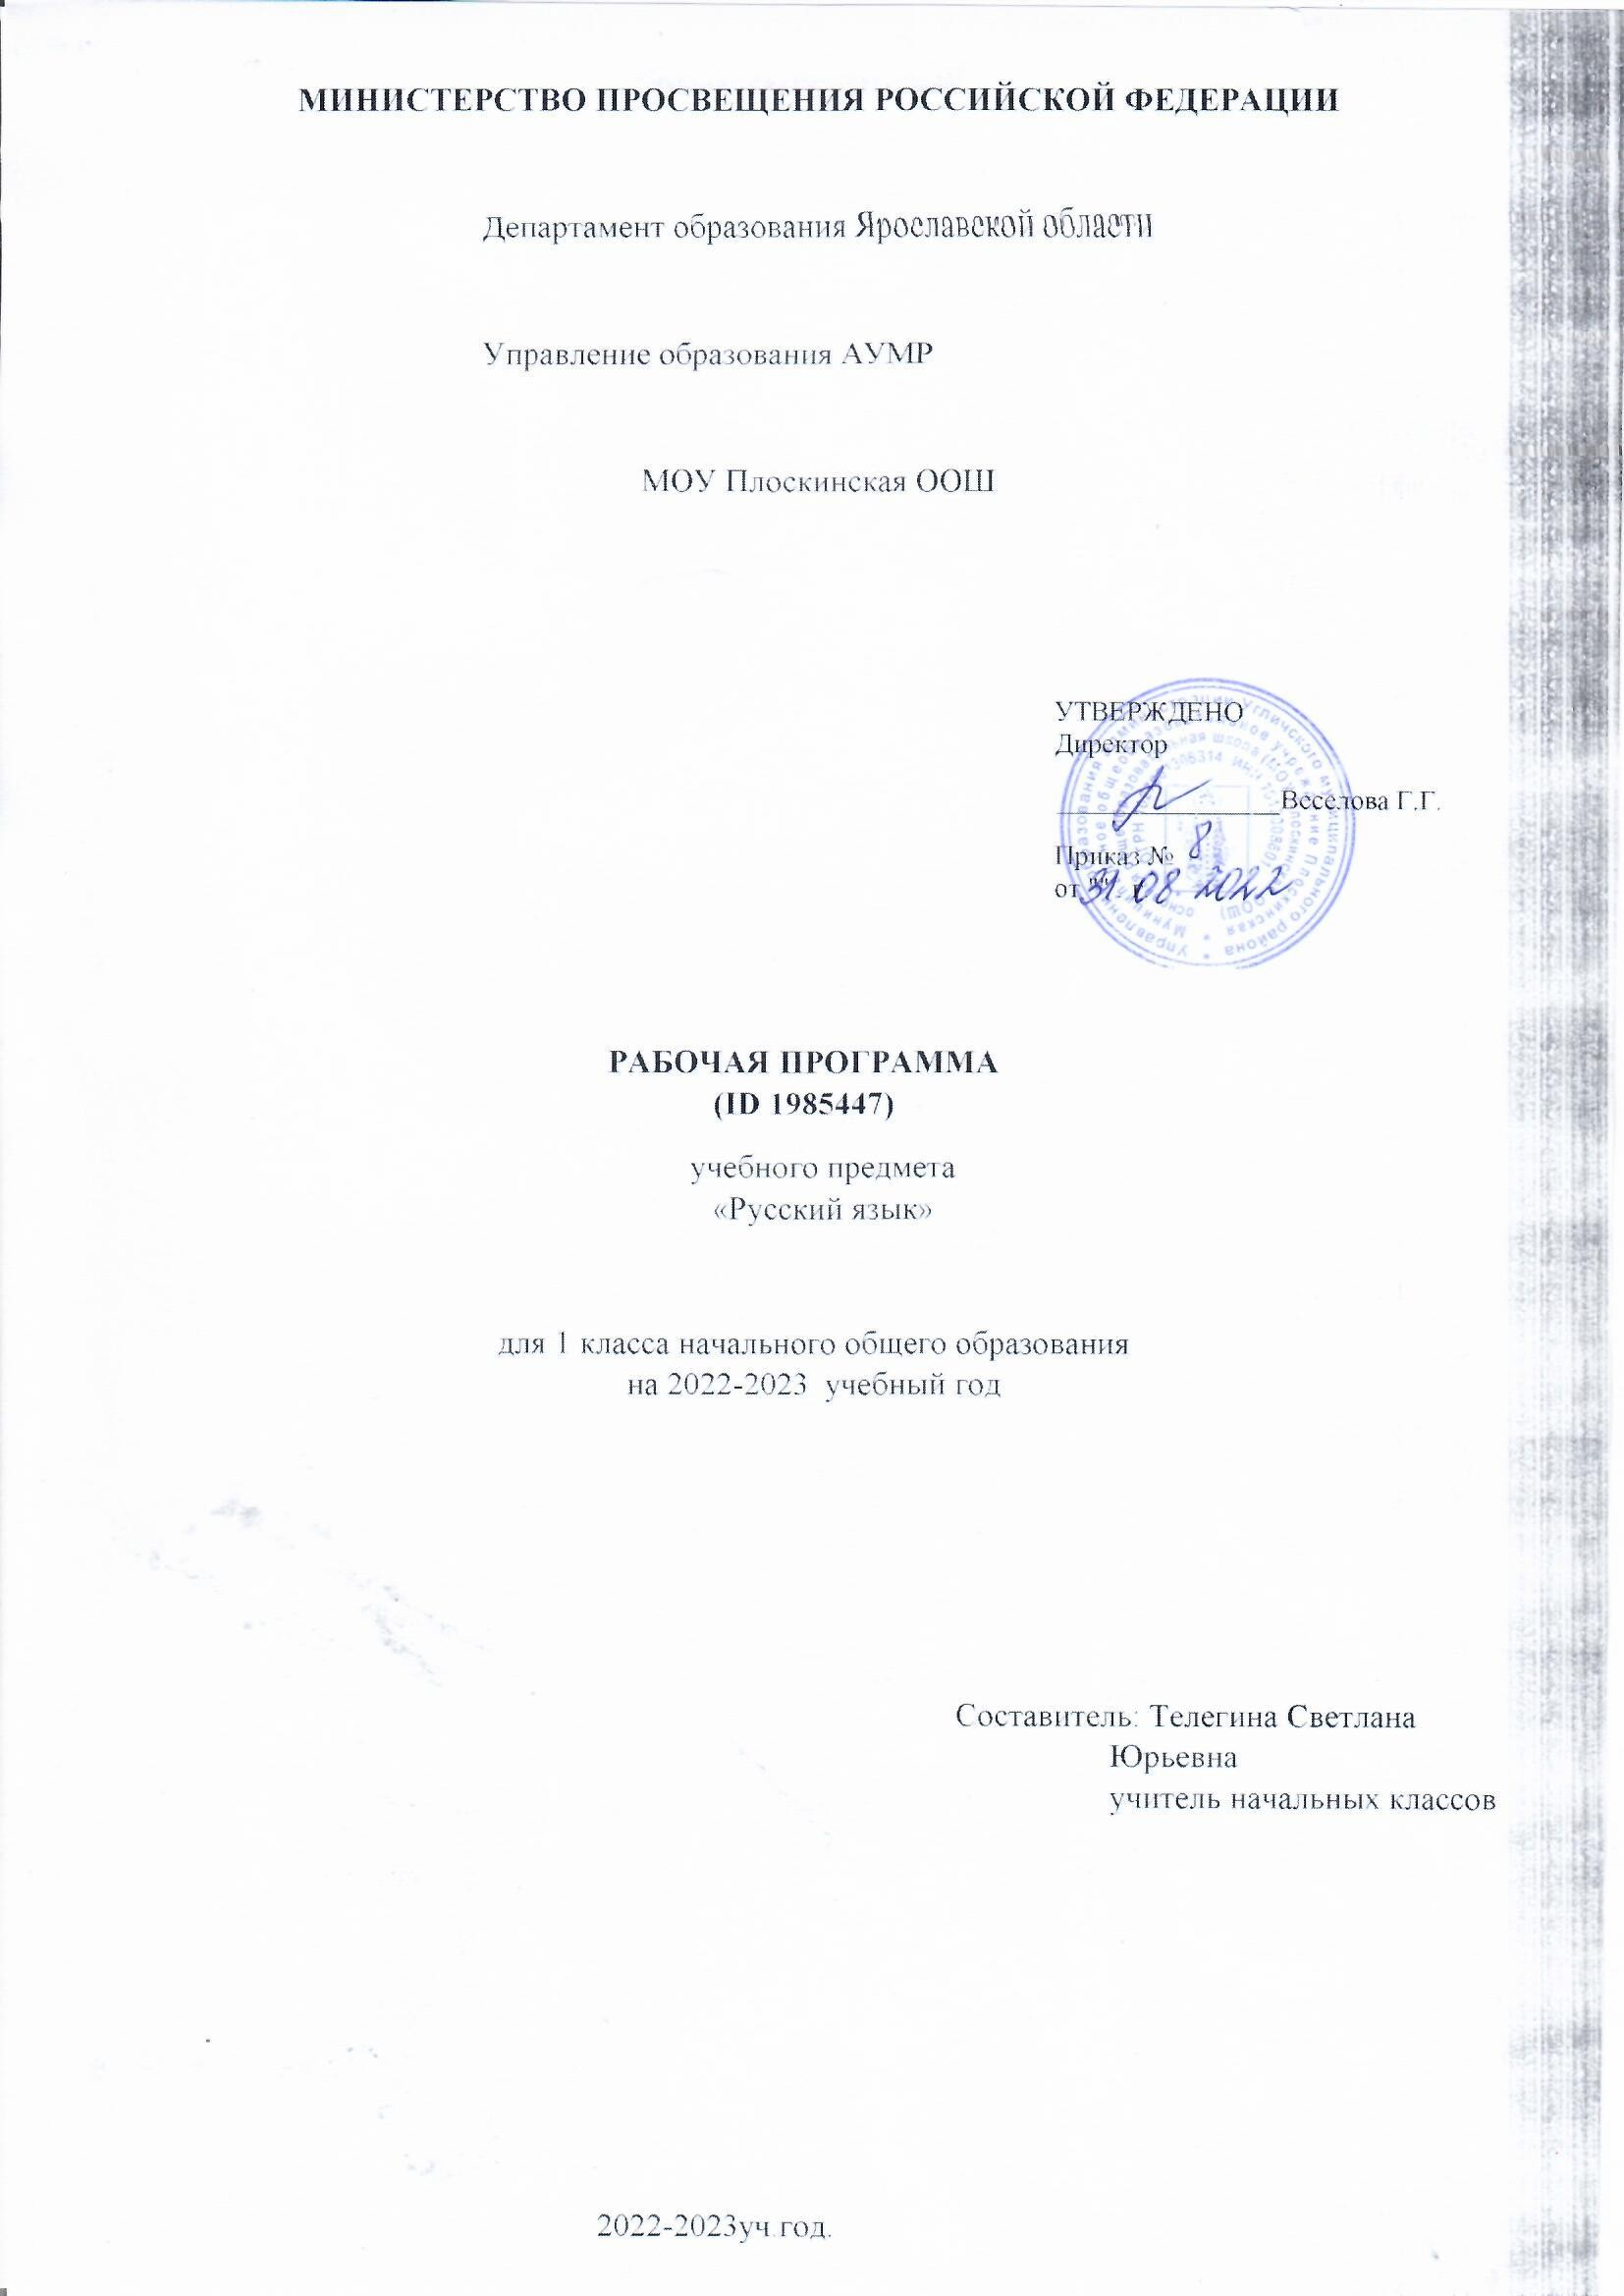 МИНИСТЕРСТВО ПРОСВЕЩЕНИЯ РОССИЙСКОЙ ФЕДЕРАЦИИ
Департамент образования Ярославской области
Управление образования АУМР
МОУ Плоскинская ООШ
УТВЕРЖДЕНО
Директор
Веселова Г.Г.
Приказ № 8
от 31 08 2022
РАБОЧАЯ ПРОГРАММА
(ID 1985447)
учебного предмета
«Русский язык»
для 1 класса начального общего образования
на 2022-2023 учебный год
Составитель: Телегина Светлана
Юрьевна
учитель начальных классов
2022-2023уч.год.